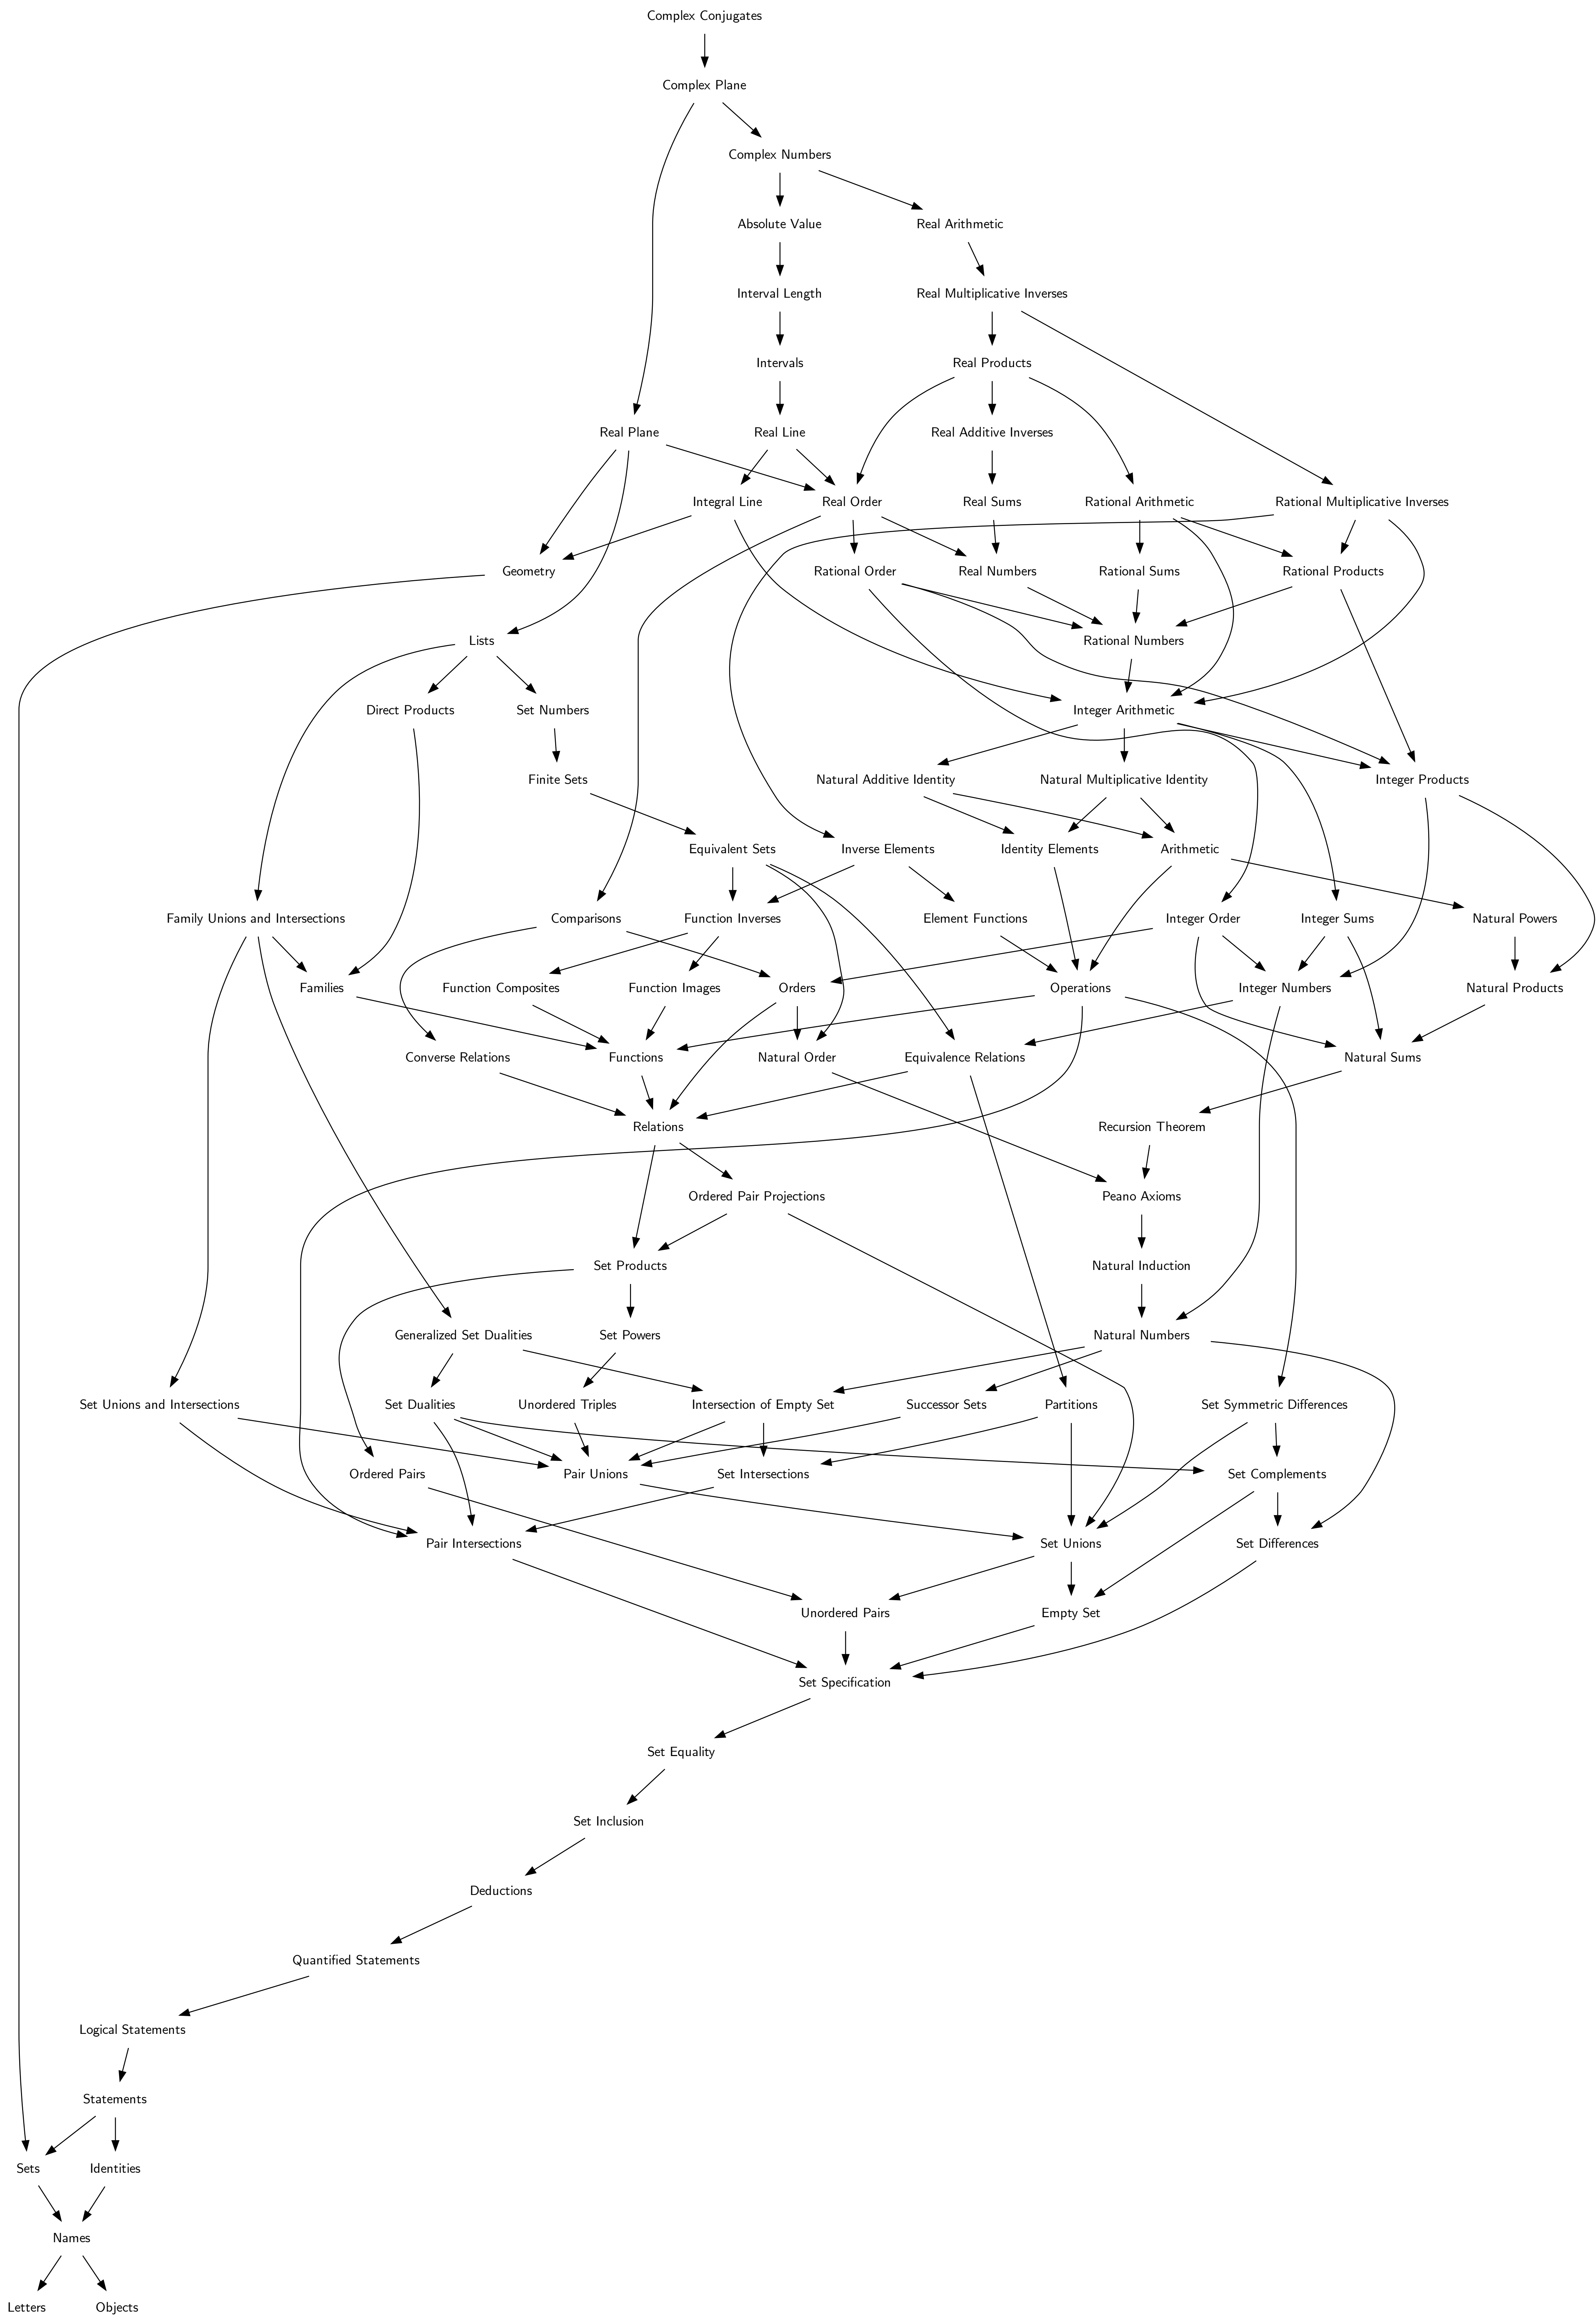 Complex Conjugates
Complex Plane
Complex Numbers
Absolute Value
Real Arithmetic
Interval Length
Real Multiplicative Inverses
Intervals
Real Products
Real Plane
Real Line
Real Additive Inverses
Integral Line
Real Order
Real Sums
Rational Arithmetic
Rational Multiplicative Inverses
Geometry
Rational Order
Real Numbers
Rational Sums
Rational Products
Lists
Rational Numbers
Direct Products
Set Numbers
Integer Arithmetic
Finite Sets
Natural Additive Identity
Natural Multiplicative Identity
Integer Products
Equivalent Sets
Inverse Elements
Identity Elements
Arithmetic
Family Unions and Intersections
Comparisons
Function Inverses
Element Functions
Integer Order
Integer Sums
Natural Powers
Families
Function Composites
Function Images
Orders
Operations
Integer Numbers
Natural Products
Converse Relations
Functions
Natural Order
Equivalence Relations
Natural Sums
Relations
Recursion Theorem
Ordered Pair Projections
Peano Axioms
Set Products
Natural Induction
Generalized Set Dualities
Set Powers
Natural Numbers
Set Unions and Intersections
Set Dualities
Unordered Triples
Intersection of Empty Set
Successor Sets
Partitions
Set Symmetric Differences
Ordered Pairs
Pair Unions
Set Intersections
Set Complements
Pair Intersections
Set Unions
Set Differences
Unordered Pairs
Empty Set
Set Specification
Set Equality
Set Inclusion
Deductions
Quantified Statements
Logical Statements
Statements
Sets
Identities
Names
Letters
Objects